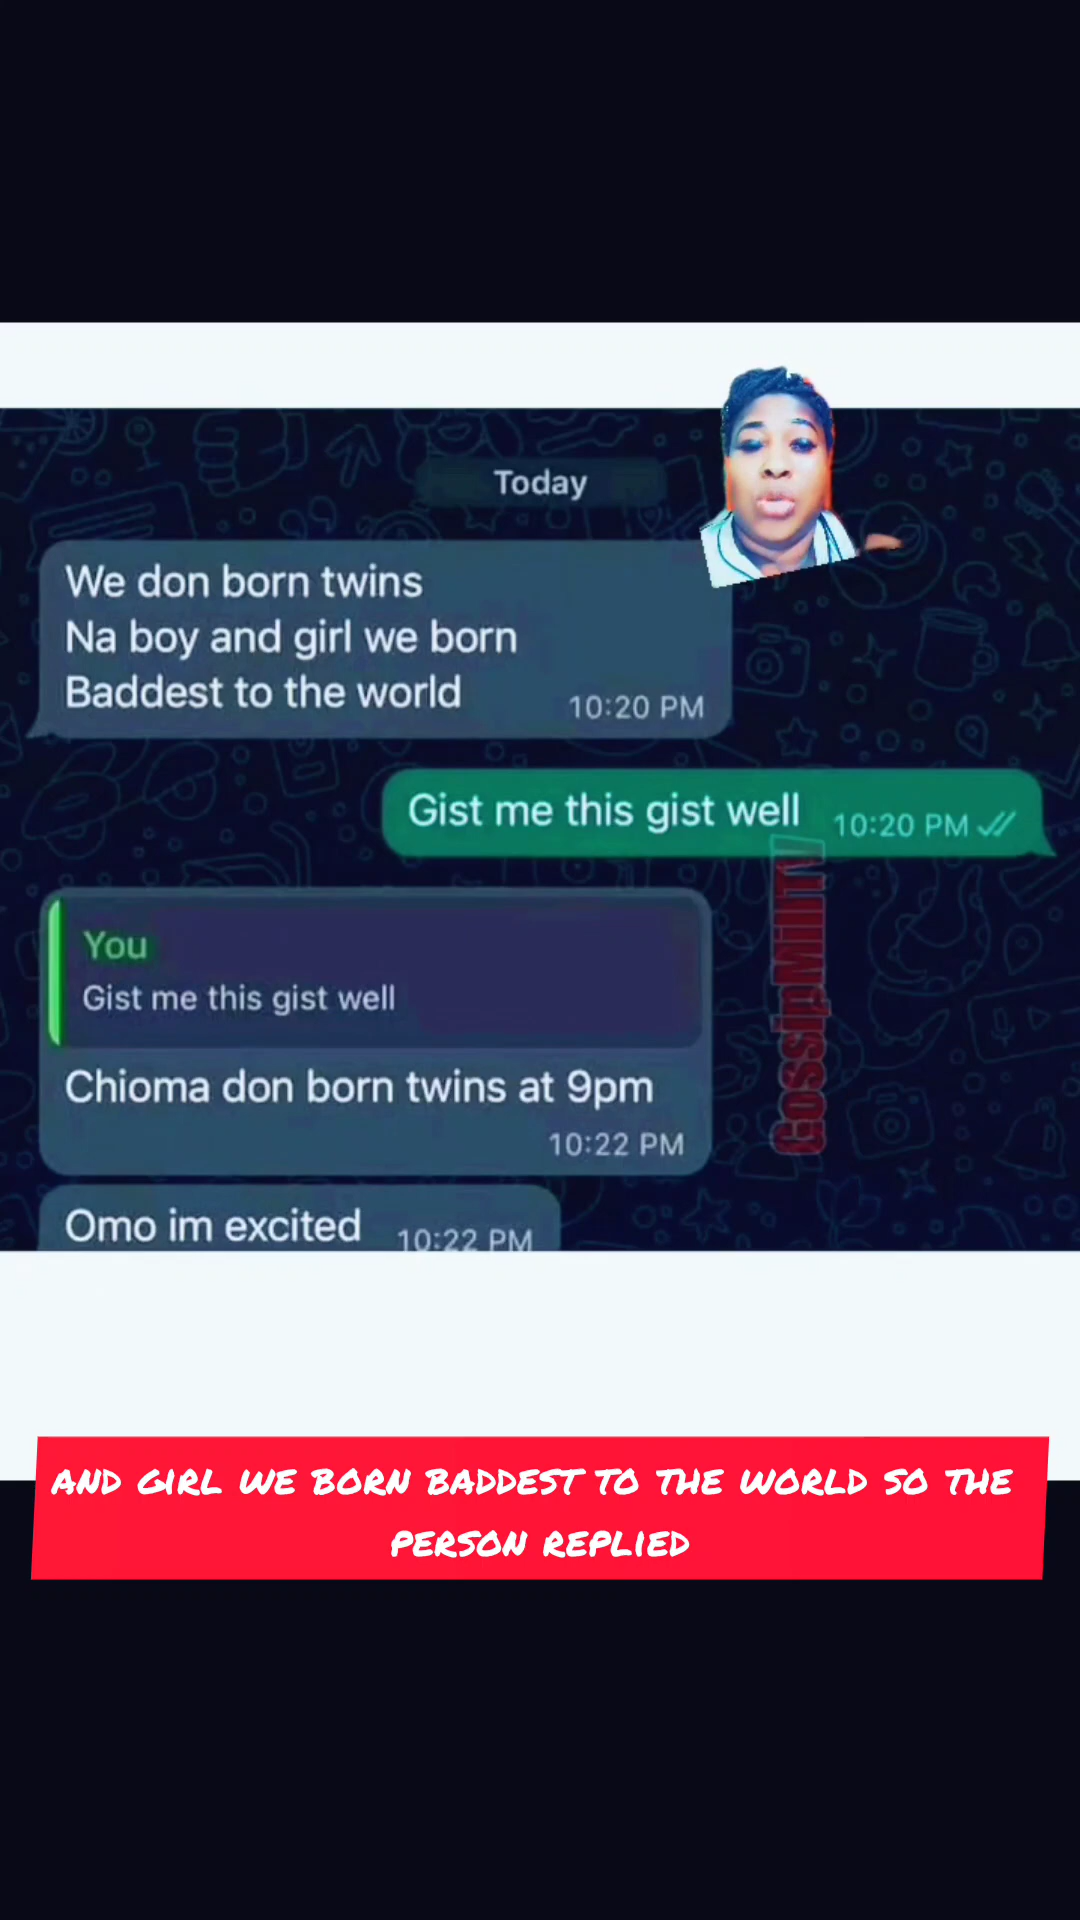 Today
We don born twins
Na boy and girl we born
Baddest to the world
10:20 PM
Gist me this gist well
10:20 PM
GossipMillTV
You
Gist me this gist well
Chioma don born twins at 9pm
10:22 PM
Omo im excited
10:22 PM
AND GIRL WE BORN BADDEST TO THE WORLD SO THE
PERSON REPLIED